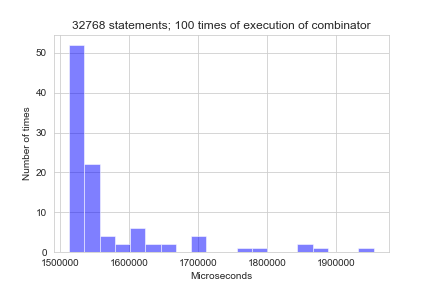 32768 statements; 100 times of execution of combinator
50
40
30
20
10
0
Number of times
1500000 1600000 1700000 1800000 1900000
Microseconds